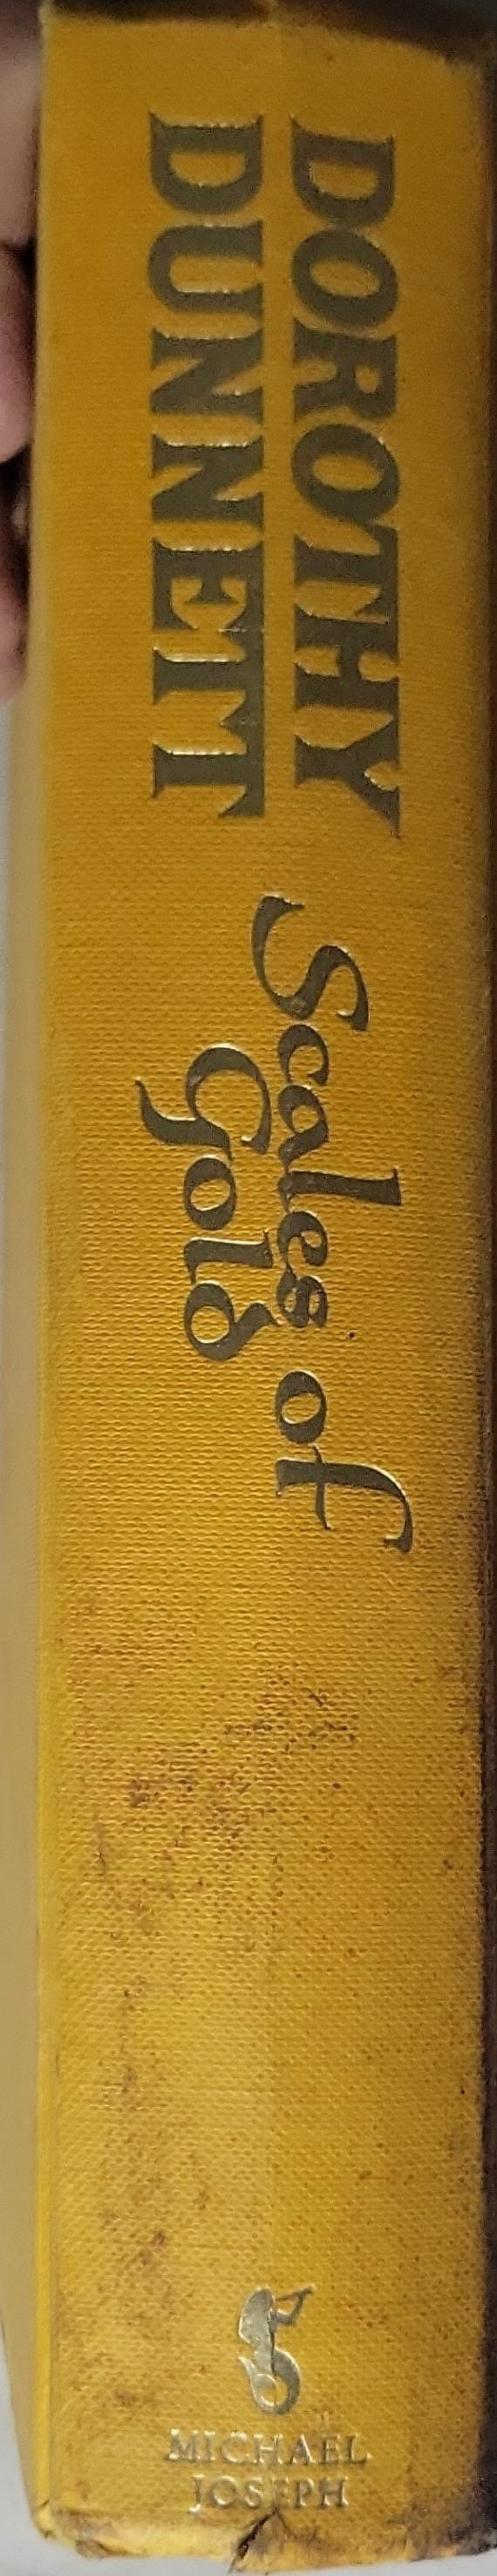 DOROTHY
DUNNETT
Scales of
Gold
MICHAEL
JOSEPH